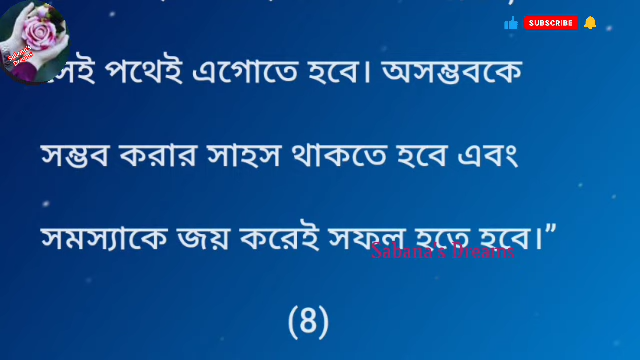 SUBSCRIBE
সেই পথেই এগোতে হবে। অসম্ভবকে
সম্ভব করার সাহস থাকতে হবে এবং
সমস্যাকে জয় করেই সফল হতে হবে।”
Sabana's Dreams
(8)